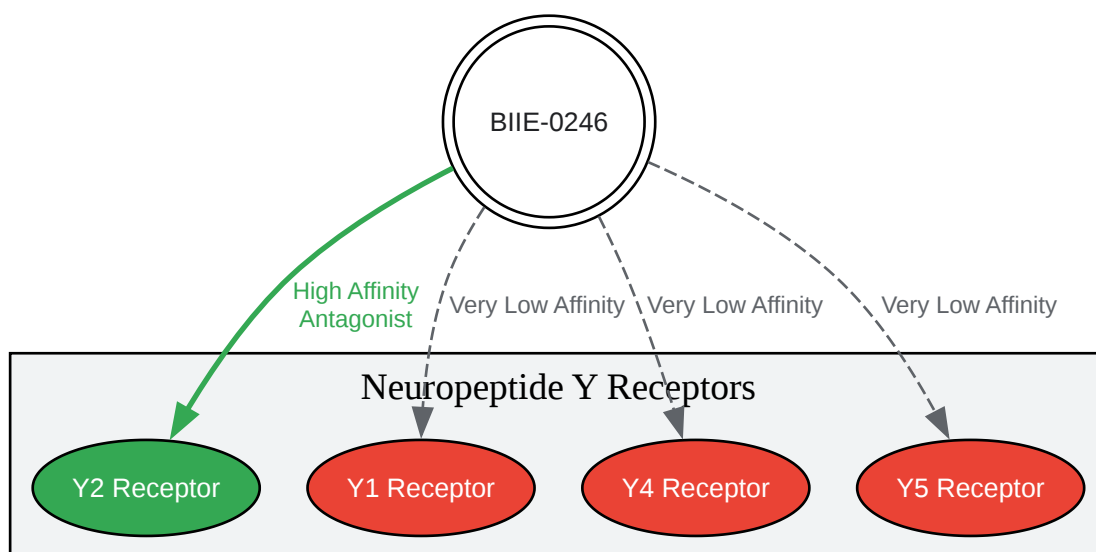 BIIE-0246
High Affinity
Antagonist
Very Low Affinity
Very Low Affinity
Very Low Affinity
Neuropeptide Y Receptors
Y2 Receptor
Y1 Receptor
Y4 Receptor
Y5 Receptor